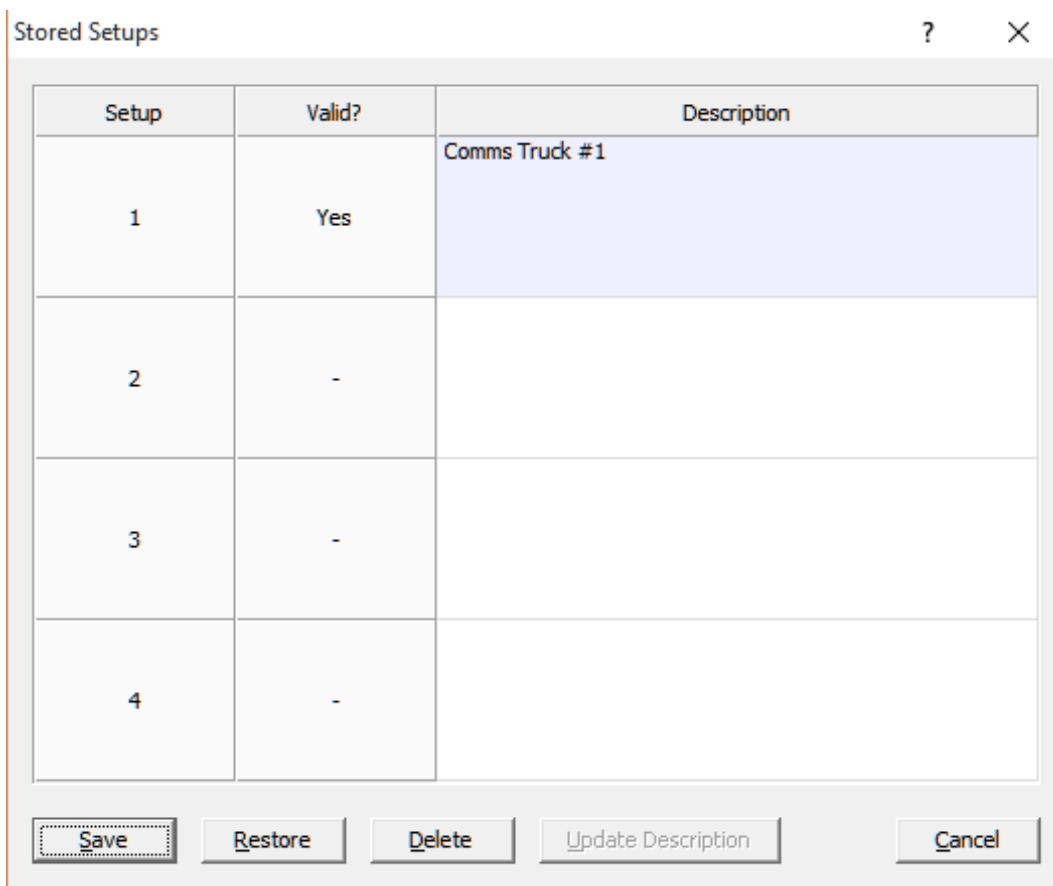 Stored Setups ? ×
Setup Valid? Description
1 Yes Comms Truck #1
2 -
3 -
4 -
Save Restore Delete Update Description Cancel